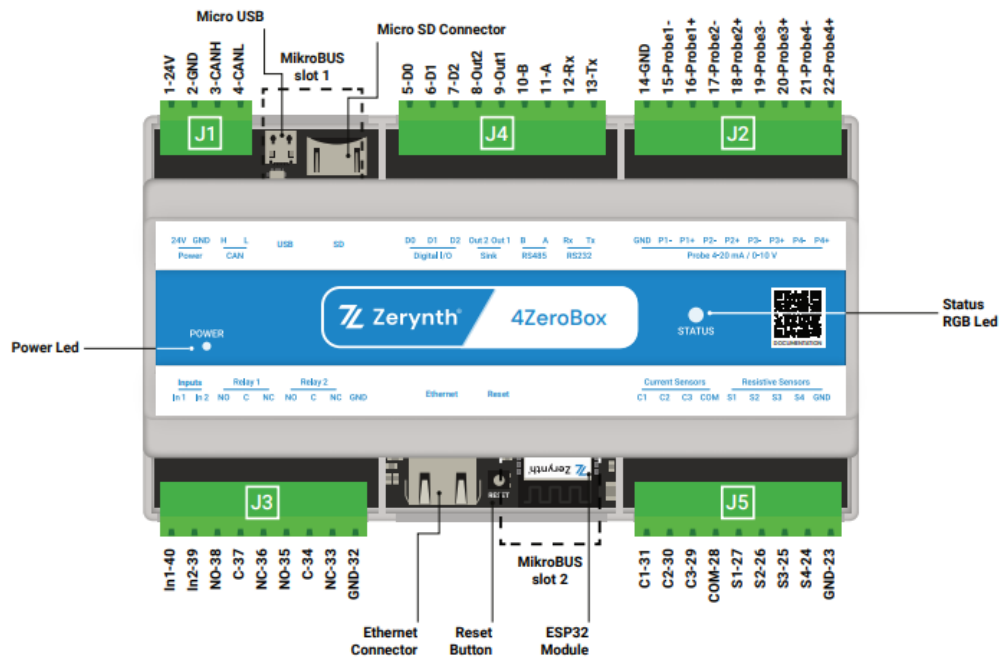 Micro USB
Micro SD Connector
MikroBUS
slot 1
1-24V
2-GND
3-CANH
4-CANL
5-D0
6-D1
7-D2
8-Out2
9-Out1
10-B
11-A
12-Rx
13-Tx
14-GND
15-Probe1-
16-Probe1+
17-Probe2-
18-Probe2+
19-Probe3-
20-Probe3+
21-Probe4-
22-Probe4+
J1
J4
J2
24V GND H L USB SD D0 D1 D2 Out 2 Out 1 B A Rx Tx GND P1- P1+ P2- P2+ P3- P3+ P4- P4+
Power CAN Digital I/O Sink RS485 RS232 Probe 4-20 mA / 0-10 V
Zerynth® 4ZeroBox
STATUS
DOCUMENTATION
Status
RGB Led
POWER
Power Led
Inputs Relay 1 Relay 2 Ethernet Reset Current Sensors Resistive Sensors
In 1 In 2 NO C NC NO C NC GND C1 C2 C3 COM S1 S2 S3 S4 GND
Zerynth
RESET
J3
J5
In1-40
In2-39
NO-38
C-37
NC-36
NO-35
C-34
NC-33
GND-32
MikroBUS
slot 2
C1-31
C2-30
C3-29
COM-28
S1-27
S2-26
S3-25
S4-24
GND-23
Ethernet
Connector
Reset
Button
ESP32
Module